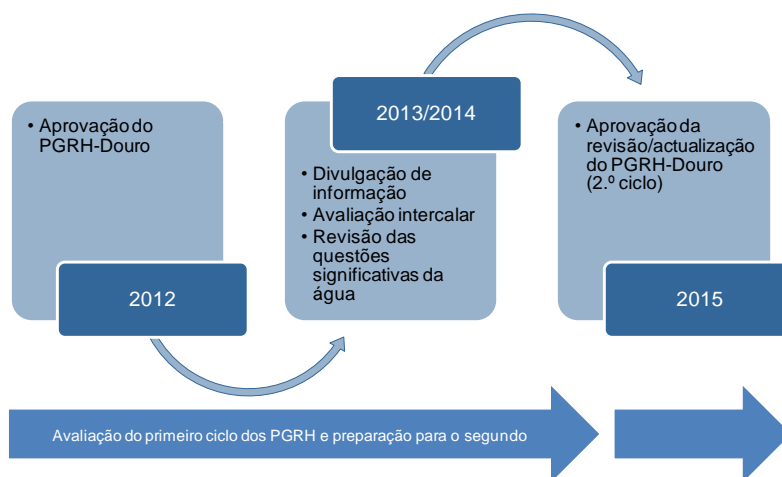 • Aprovação do
PGRH-Douro
2012
2013/2014
• Divulgação de
informação
• Avaliação intercalar
• Revisão das
questões
significativas da
água
• Aprovação da
revisão/actualização
do PGRH-Douro
(2.º ciclo)
2015
Avaliação do primeiro ciclo dos PGRH e preparação para o segundo